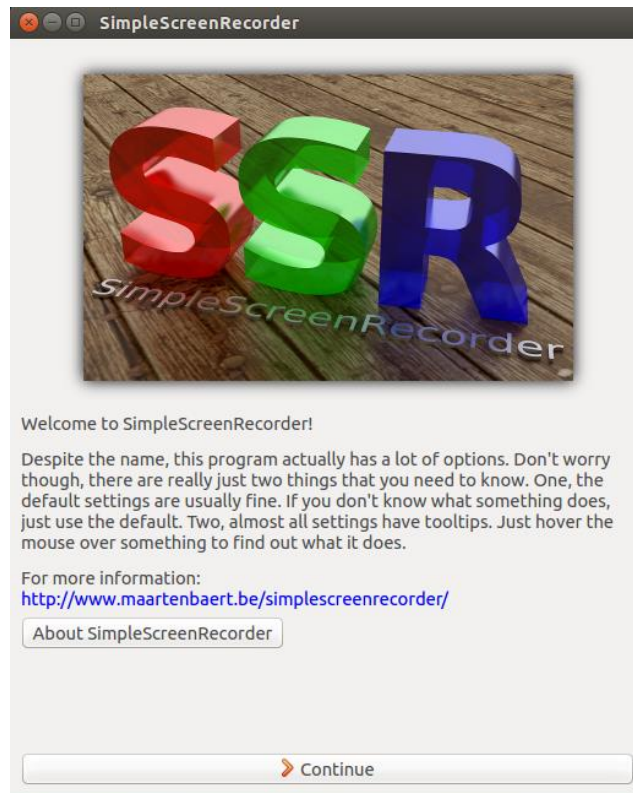 SimpleScreenRecorder
SSR
SimpleScreenRecorder
Welcome to SimpleScreenRecorder!
Despite the name, this program actually has a lot of options. Don't worry
though, there are really just two things that you need to know. One, the
default settings are usually fine. If you don't know what something does,
just use the default. Two, almost all settings have tooltips. Just hover the
mouse over something to find out what it does.
For more information:
http://www.maartenbaert.be/simplescreenrecorder/
About SimpleScreenRecorder
Continue